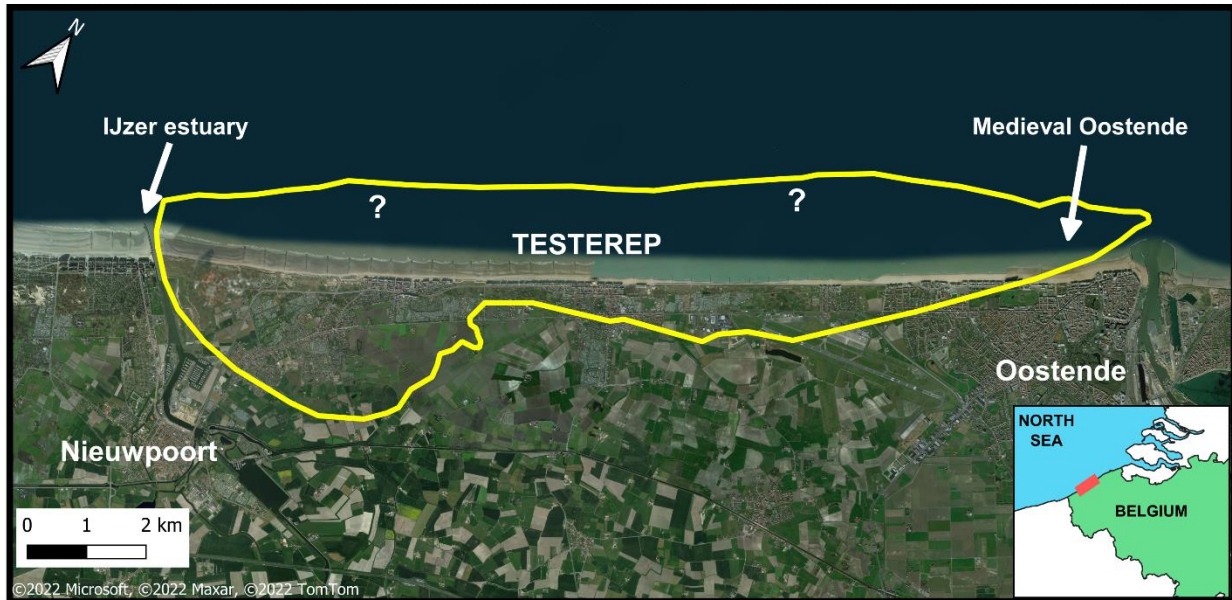 N
IJzer estuary
Medieval Oostende
?
?
TESTEREP
Oostende
Nieuwpoort
NORTH
SEA
BELGIUM
0 1 2 km
©2022 Microsoft, ©2022 Maxar, ©2022 TomTom